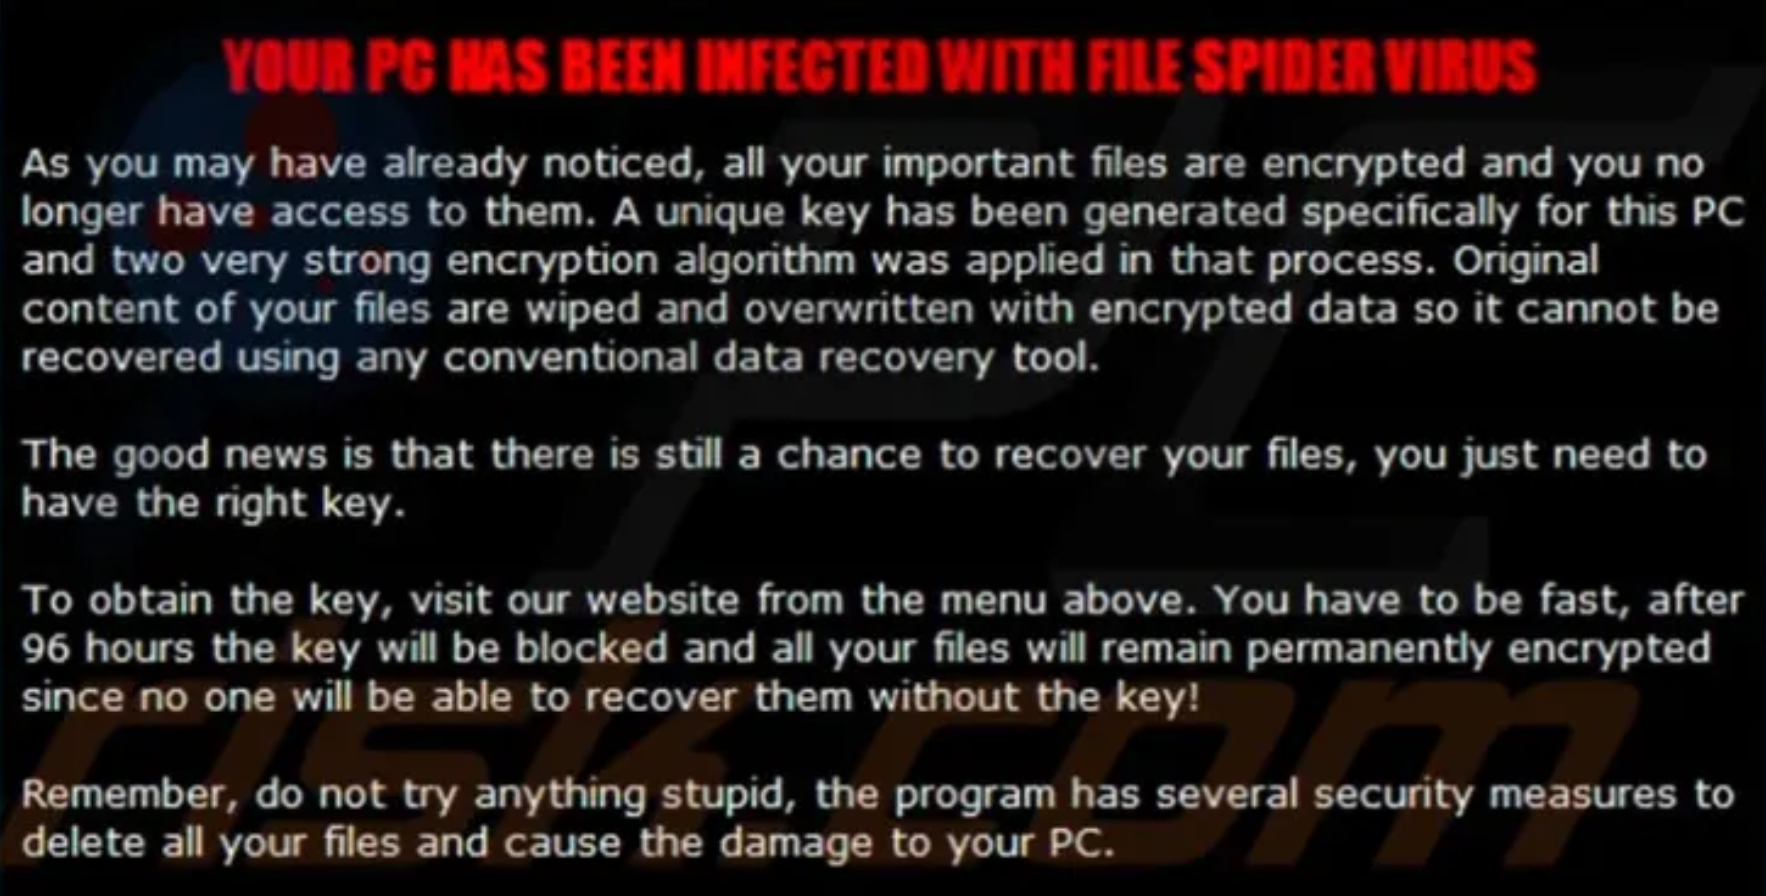 YOUR PC HAS BEEN INFECTED WITH FILE SPIDER VIRUS
As you may have already noticed, all your important files are encrypted and you no
longer have access to them. A unique key has been generated specifically for this PC
and two very strong encryption algorithm was applied in that process. Original
content of your files are wiped and overwritten with encrypted data so it cannot be
recovered using any conventional data recovery tool.
The good news is that there is still a chance to recover your files, you just need to
have the right key.
To obtain the key, visit our website from the menu above. You have to be fast, after
96 hours the key will be blocked and all your files will remain permanently encrypted
since no one will be able to recover them without the key!
Remember, do not try anything stupid, the program has several security measures to
delete all your files and cause the damage to your PC.
risk.com